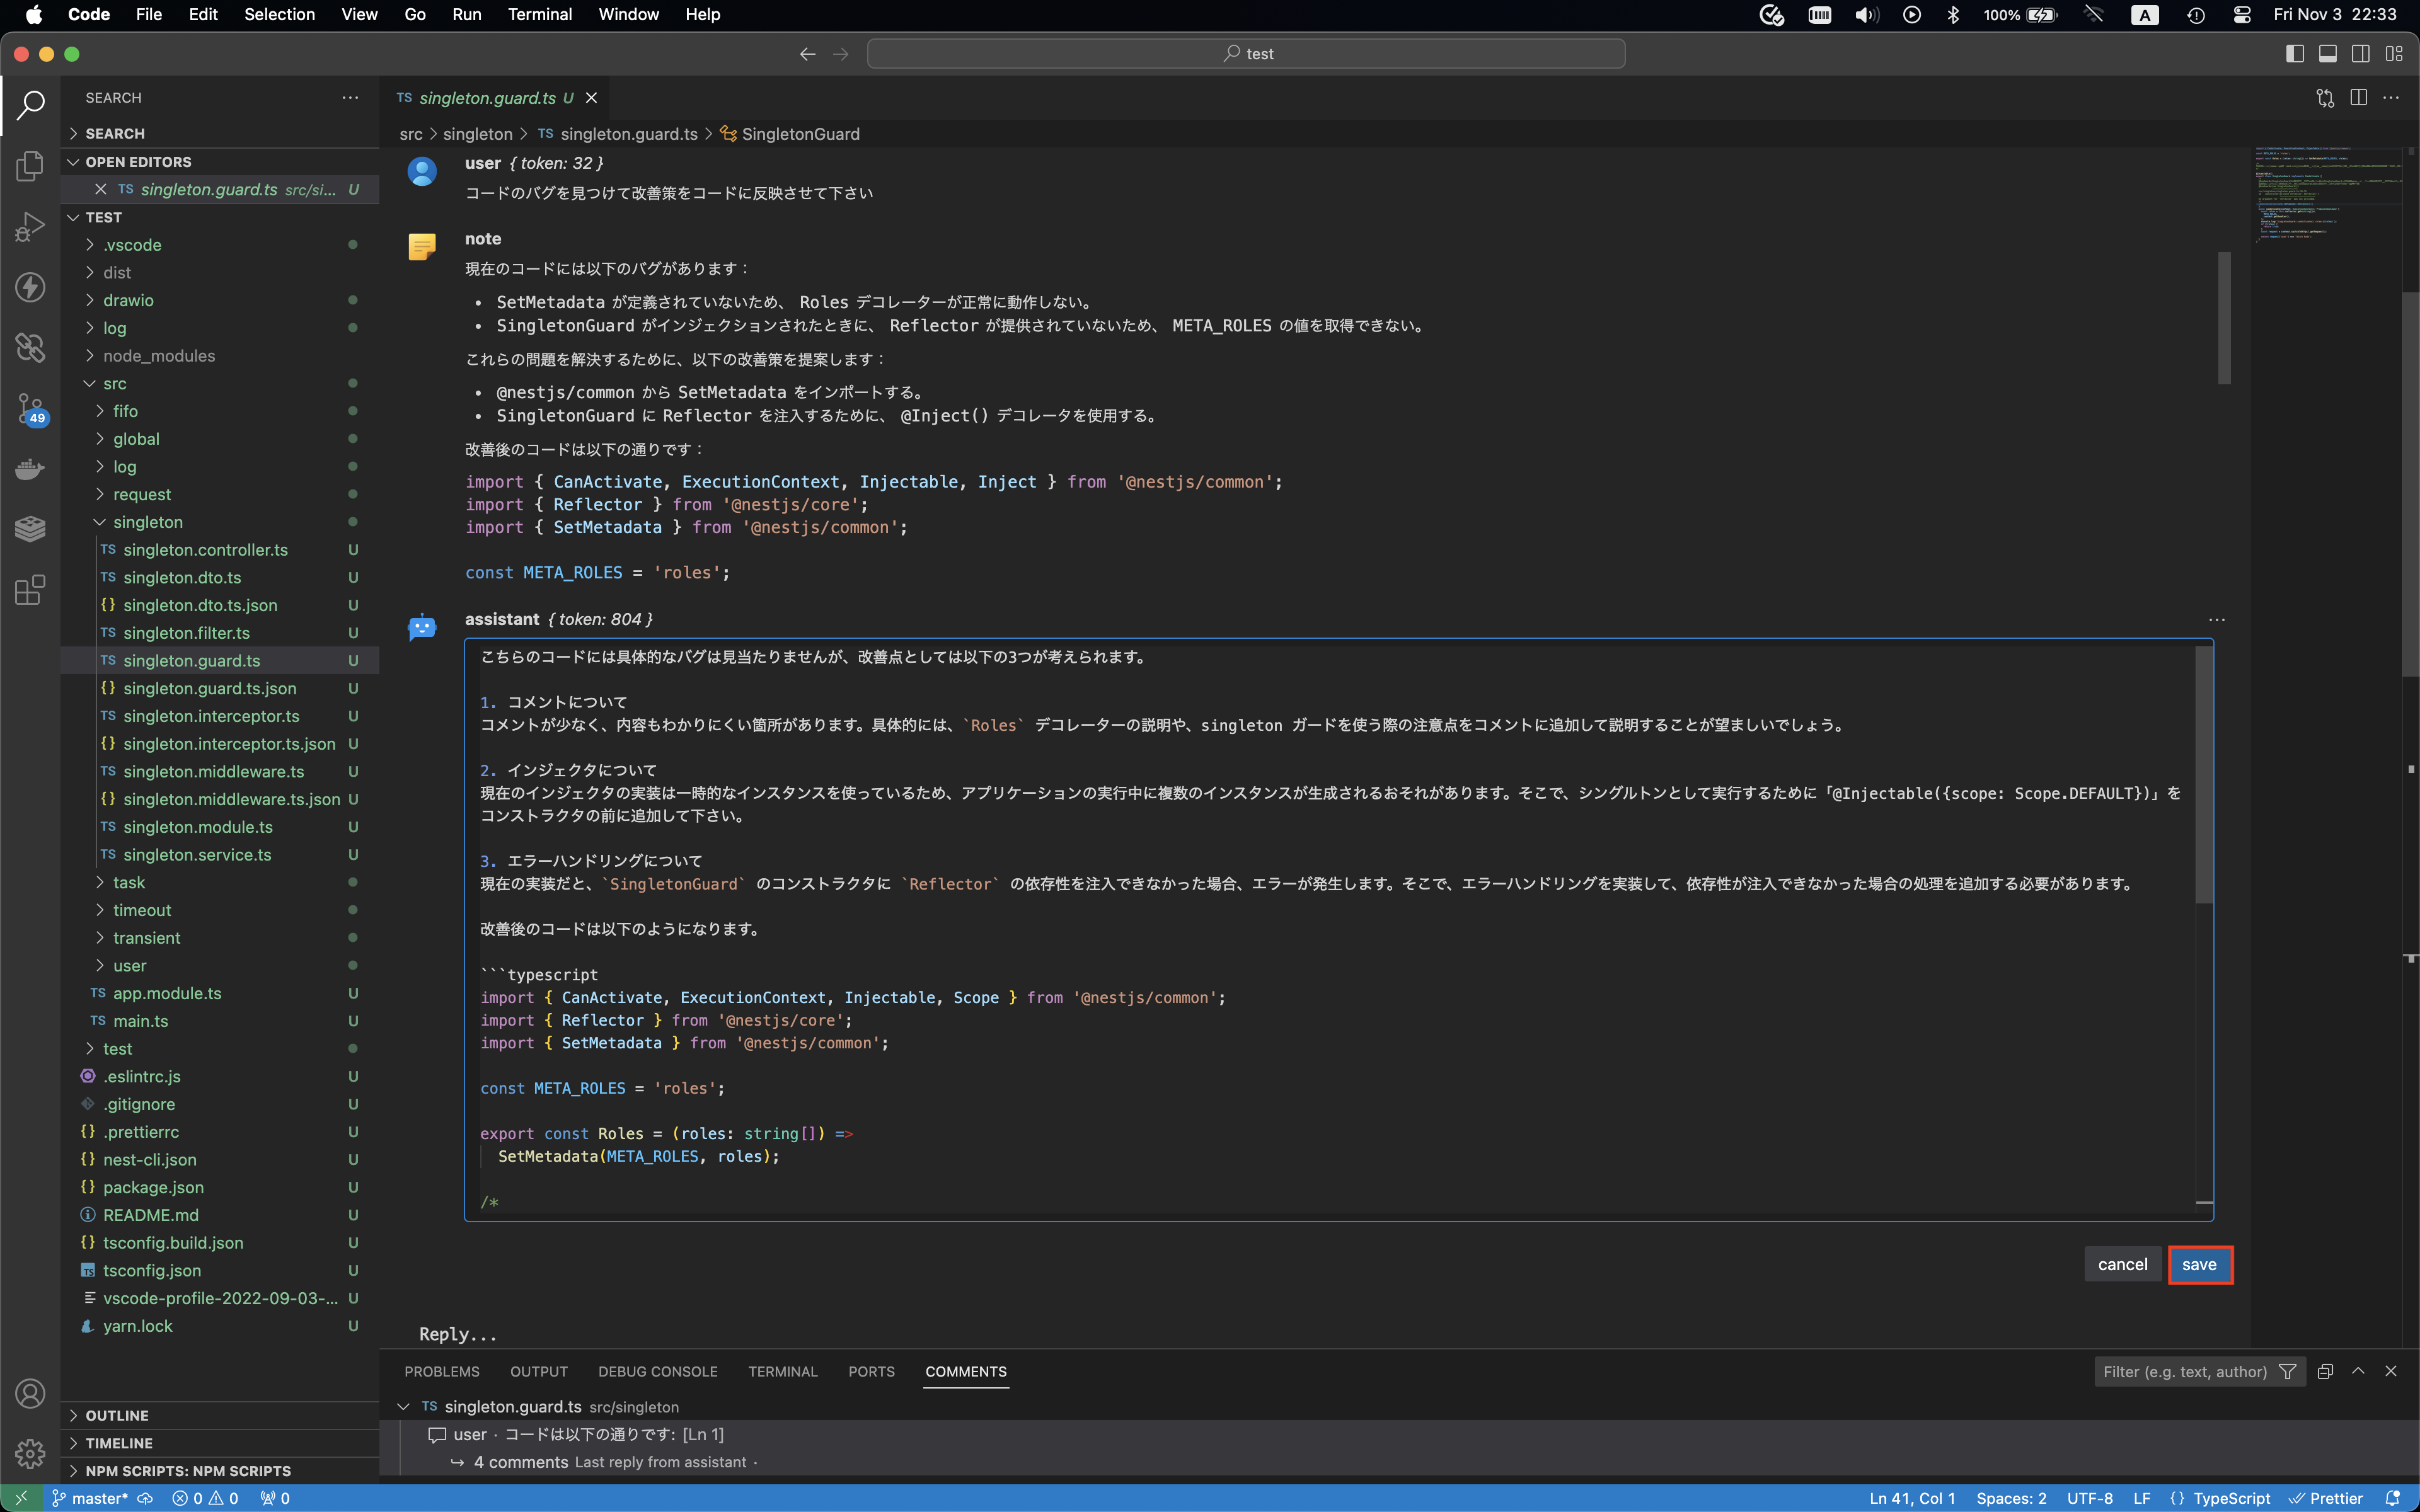 Code File Edit Selection View Go Run Terminal Window Help
100% A Fri Nov 3 22:33
test
SEARCH
SEARCH
OPEN EDITORS
TS singleton.guard.ts src/si... U
TEST
.vscode
dist
drawio
log
node_modules
src
fifo
global
log
request
singleton
TS singleton.controller.ts U
TS singleton.dto.ts U
{} singleton.dto.ts.json U
TS singleton.filter.ts U
TS singleton.guard.ts U
{} singleton.guard.ts.json U
TS singleton.interceptor.ts U
{} singleton.interceptor.ts.json U
TS singleton.middleware.ts U
{} singleton.middleware.ts.json U
TS singleton.module.ts U
TS singleton.service.ts U
task
timeout
transient
user
TS app.module.ts U
TS main.ts U
test
.eslintrc.js U
.gitignore U
{} .prettierrc U
{} nest-cli.json U
{} package.json U
README.md U
{} tsconfig.build.json U
TS tsconfig.json U
vscode-profile-2022-09-03-... U
yarn.lock U
OUTLINE
TIMELINE
NPM SCRIPTS: NPM SCRIPTS
49
TS singleton.guard.ts U
src > singleton > TS singleton.guard.ts > SingletonGuard
user { token: 32 }
コードのバグを見つけて改善策をコードに反映させて下さい
note
現在のコードには以下のバグがあります：
• SetMetadata が定義されていないため、 Roles デコレーターが正常に動作しない。
• SingletonGuard がインジェクションされたときに、 Reflector が提供されていないため、 META_ROLES の値を取得できない。
これらの問題を解決するために、以下の改善策を提案します：
• @nestjs/common から SetMetadata をインポートする。
• SingletonGuard に Reflector を注入するために、 @Inject() デコレータを使用する。
改善後のコードは以下の通りです：
import { CanActivate, ExecutionContext, Injectable, Inject } from '@nestjs/common';
import { Reflector } from '@nestjs/core';
import { SetMetadata } from '@nestjs/common';
const META_ROLES = 'roles';
assistant { token: 804 }
こちらのコードには具体的なバグは見当たりませんが、改善点としては以下の3つが考えられます。
1. コメントについて
コメントが少なく、内容もわかりにくい箇所があります。具体的には、`Roles` デコレーターの説明や、singleton ガードを使う際の注意点をコメントに追加して説明することが望ましいでしょう。
2. インジェクタについて
現在のインジェクタの実装は一時的なインスタンスを使っているため、アプリケーションの実行中に複数のインスタンスが生成されるおそれがあります。そこで、シングルトンとして実行するために「@Injectable({scope: Scope.DEFAULT})」を
コンストラクタの前に追加して下さい。
3. エラーハンドリングについて
現在の実装だと、`SingletonGuard` のコンストラクタに `Reflector` の依存性を注入できなかった場合、エラーが発生します。そこで、エラーハンドリングを実装して、依存性が注入できなかった場合の処理を追加する必要があります。
改善後のコードは以下のようになります。
```typescript
import { CanActivate, ExecutionContext, Injectable, Scope } from '@nestjs/common';
import { Reflector } from '@nestjs/core';
import { SetMetadata } from '@nestjs/common';
const META_ROLES = 'roles';
export const Roles = (roles: string[]) =>
SetMetadata(META_ROLES, roles);
/*
cancel save
Reply...
PROBLEMS OUTPUT DEBUG CONSOLE TERMINAL PORTS COMMENTS
Filter (e.g. text, author)
TS singleton.guard.ts src/singleton
user · コードは以下の通りです: [Ln 1]
4 comments Last reply from assistant ·
master* 0 0 0
Ln 41, Col 1 Spaces: 2 UTF-8 LF {} TypeScript Prettier